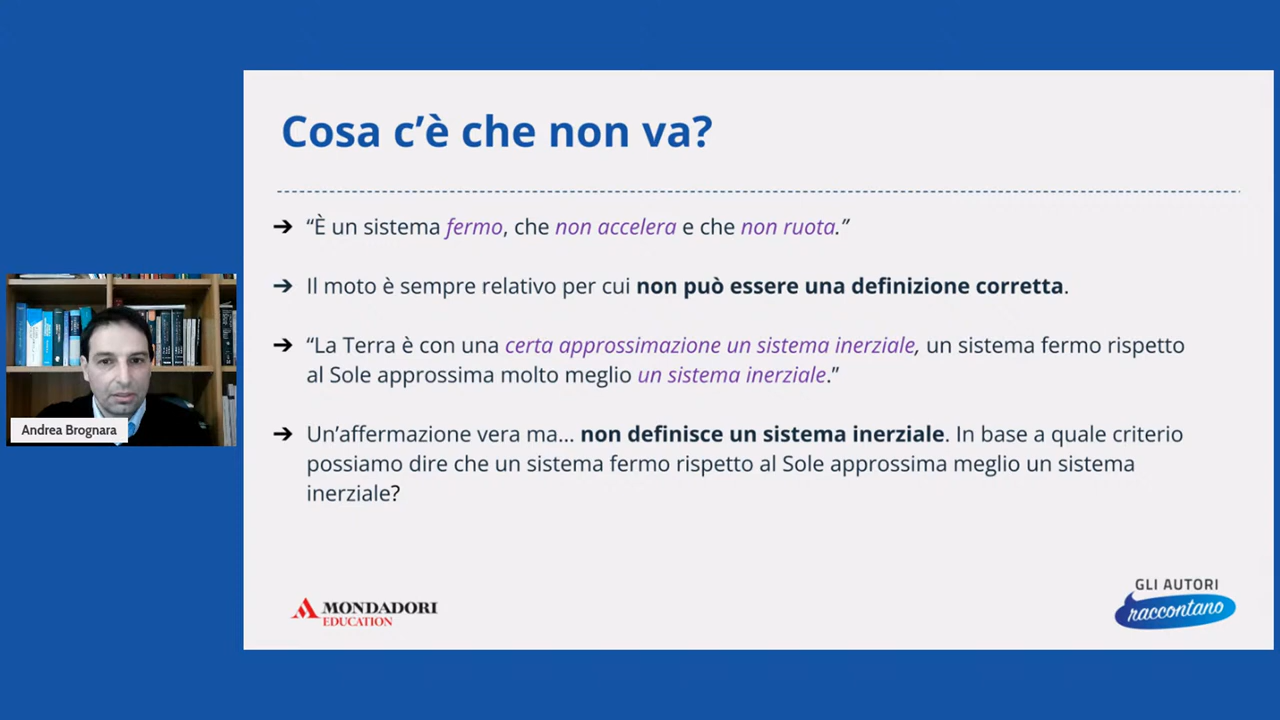 Cosa c'è che non va?
➔ “È un sistema fermo, che non accelera e che non ruota.”
➔ Il moto è sempre relativo per cui non può essere una definizione corretta.
➔ “La Terra è con una certa approssimazione un sistema inerziale, un sistema fermo rispetto
al Sole approssima molto meglio un sistema inerziale.”
➔ Un’affermazione vera ma... non definisce un sistema inerziale. In base a quale criterio
possiamo dire che un sistema fermo rispetto al Sole approssima meglio un sistema
inerziale?
Andrea Brognara
MONDADORI
EDUCATION
GLI AUTORI
raccontano